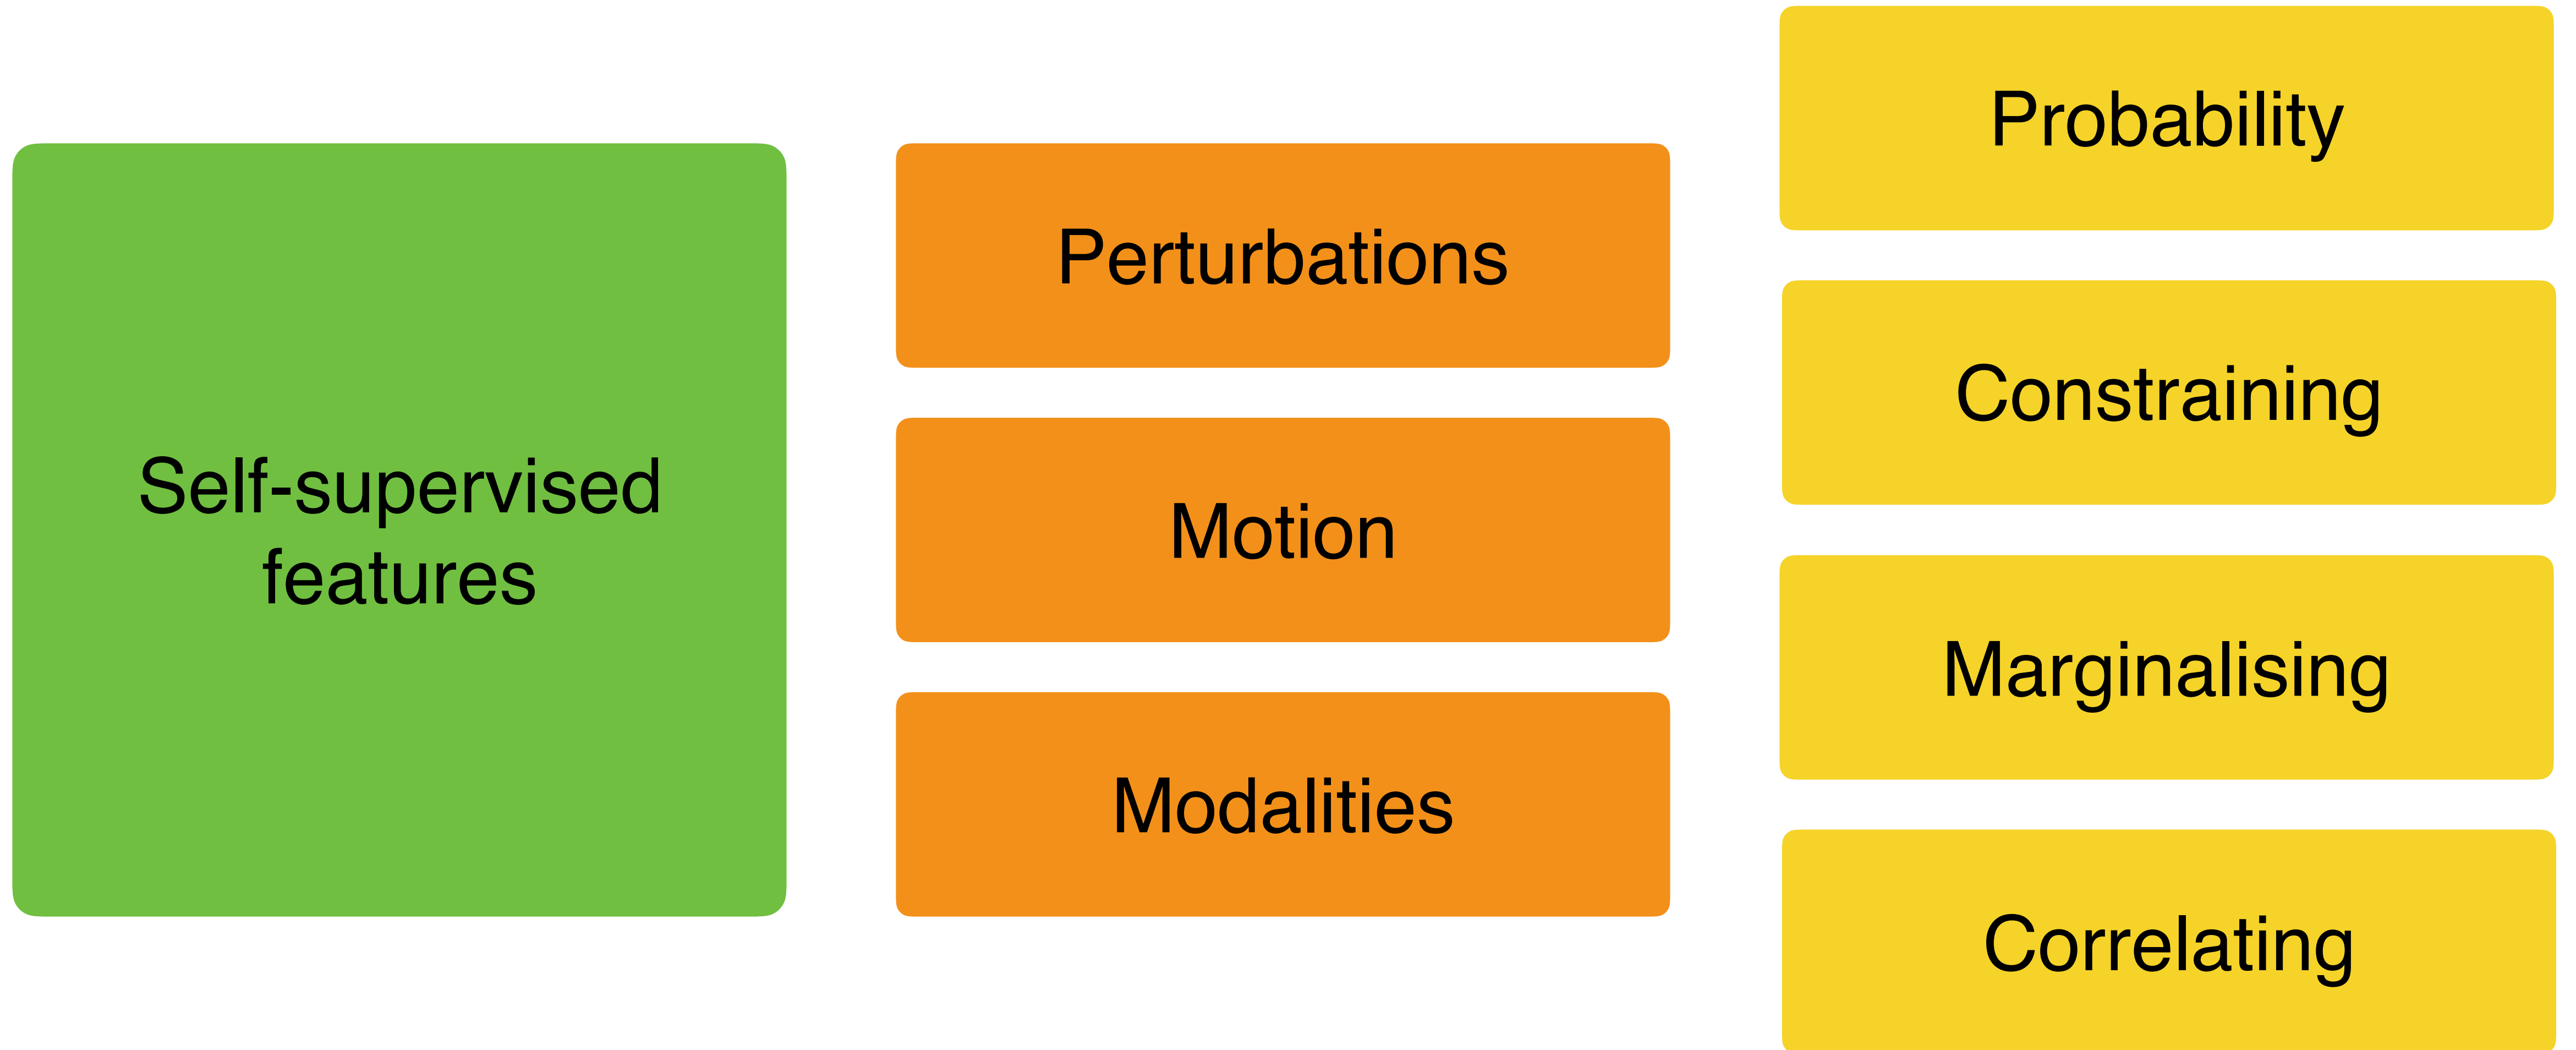 Self-supervised
features
Perturbations
Motion
Modalities
Probability
Constraining
Marginalising
Correlating